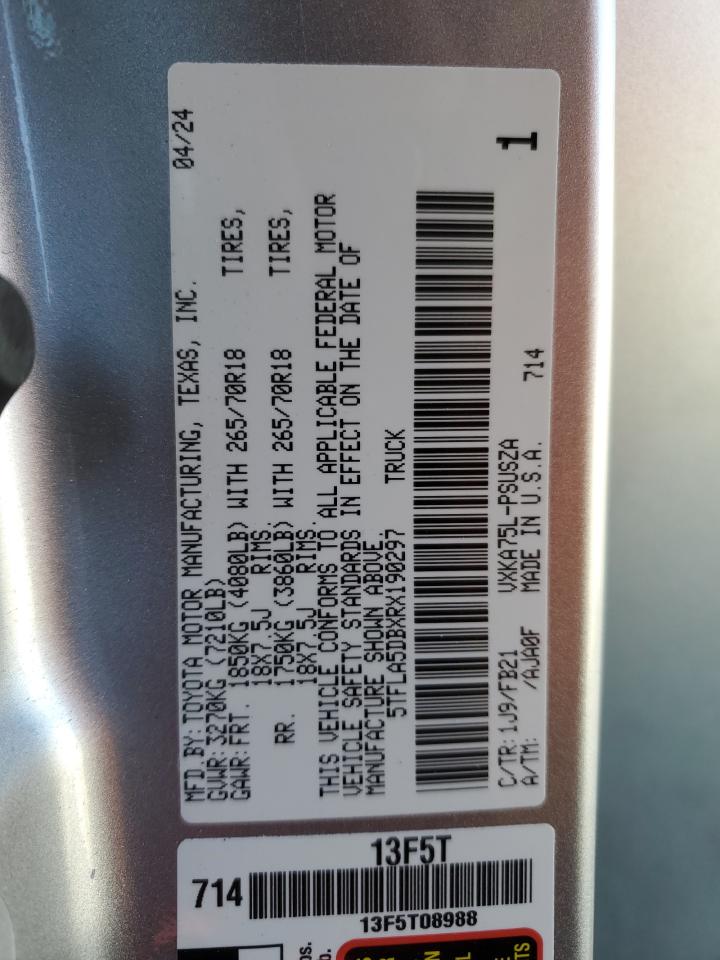 MFD BY: TOYOTA MOTOR MANUFACTURING, TEXAS, INC. 04/24
GVWR: 3270KG (7210LB)
GAWR: FRT. 1850KG (4080LB) WITH 265/70R18 TIRES,
18X7.5J RIMS
RR. 1750KG (3860LB) WITH 265/70R18 TIRES,
18X7.5J RIMS.
THIS VEHICLE CONFORMS TO ALL APPLICABLE FEDERAL MOTOR
VEHICLE SAFETY STANDARDS IN EFFECT ON THE DATE OF
MANUFACTURE SHOWN ABOVE.
5TFLA5DBXRX190297 TRUCK
C/TR: 1J9/FB21 VXKA75L-PSUSZA 714 1
A/TM: /AJA0F MADE IN U.S.A.
13F5T
714
13F5T08988